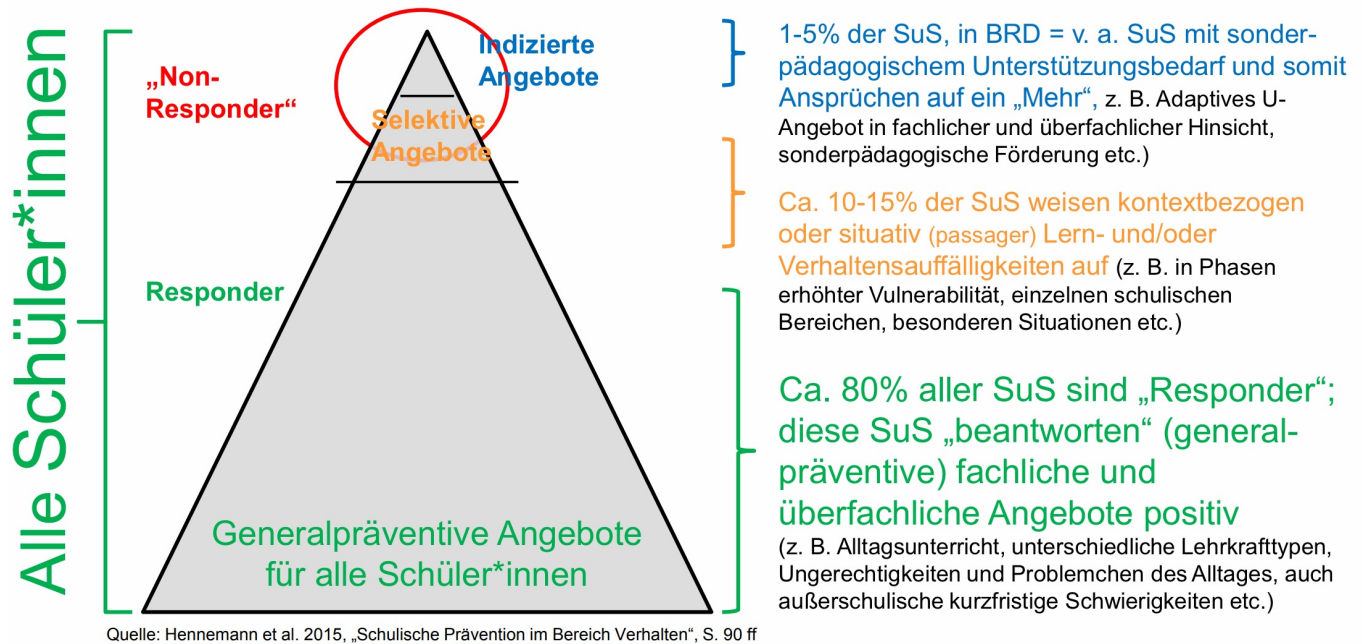 Alle Schüler*innen
„Non-
Responder“
Responder
Indizierte
Angebote
Selektive
Angebote
Generalpräventive Angebote
für alle Schüler*innen
1-5% der SuS, in BRD = v. a. SuS mit sonder-
pädagogischem Unterstützungsbedarf und somit
Ansprüchen auf ein „Mehr“, z. B. Adaptives U-
Angebot in fachlicher und überfachlicher Hinsicht,
sonderpädagogische Förderung etc.)
Ca. 10-15% der SuS weisen kontextbezogen
oder situativ (passager) Lern- und/oder
Verhaltensauffälligkeiten auf (z. B. in Phasen
erhöhter Vulnerabilität, einzelnen schulischen
Bereichen, besonderen Situationen etc.)
Ca. 80% aller SuS sind „Responder“;
diese SuS „beantworten“ (general-
präventive) fachliche und
überfachliche Angebote positiv
(z. B. Alltagsunterricht, unterschiedliche Lehrkrafttypen,
Ungerechtigkeiten und Problemchen des Alltages, auch
außerschulische kurzfristige Schwierigkeiten etc.)
Quelle: Hennemann et al. 2015, „Schulische Prävention im Bereich Verhalten“, S. 90 ff